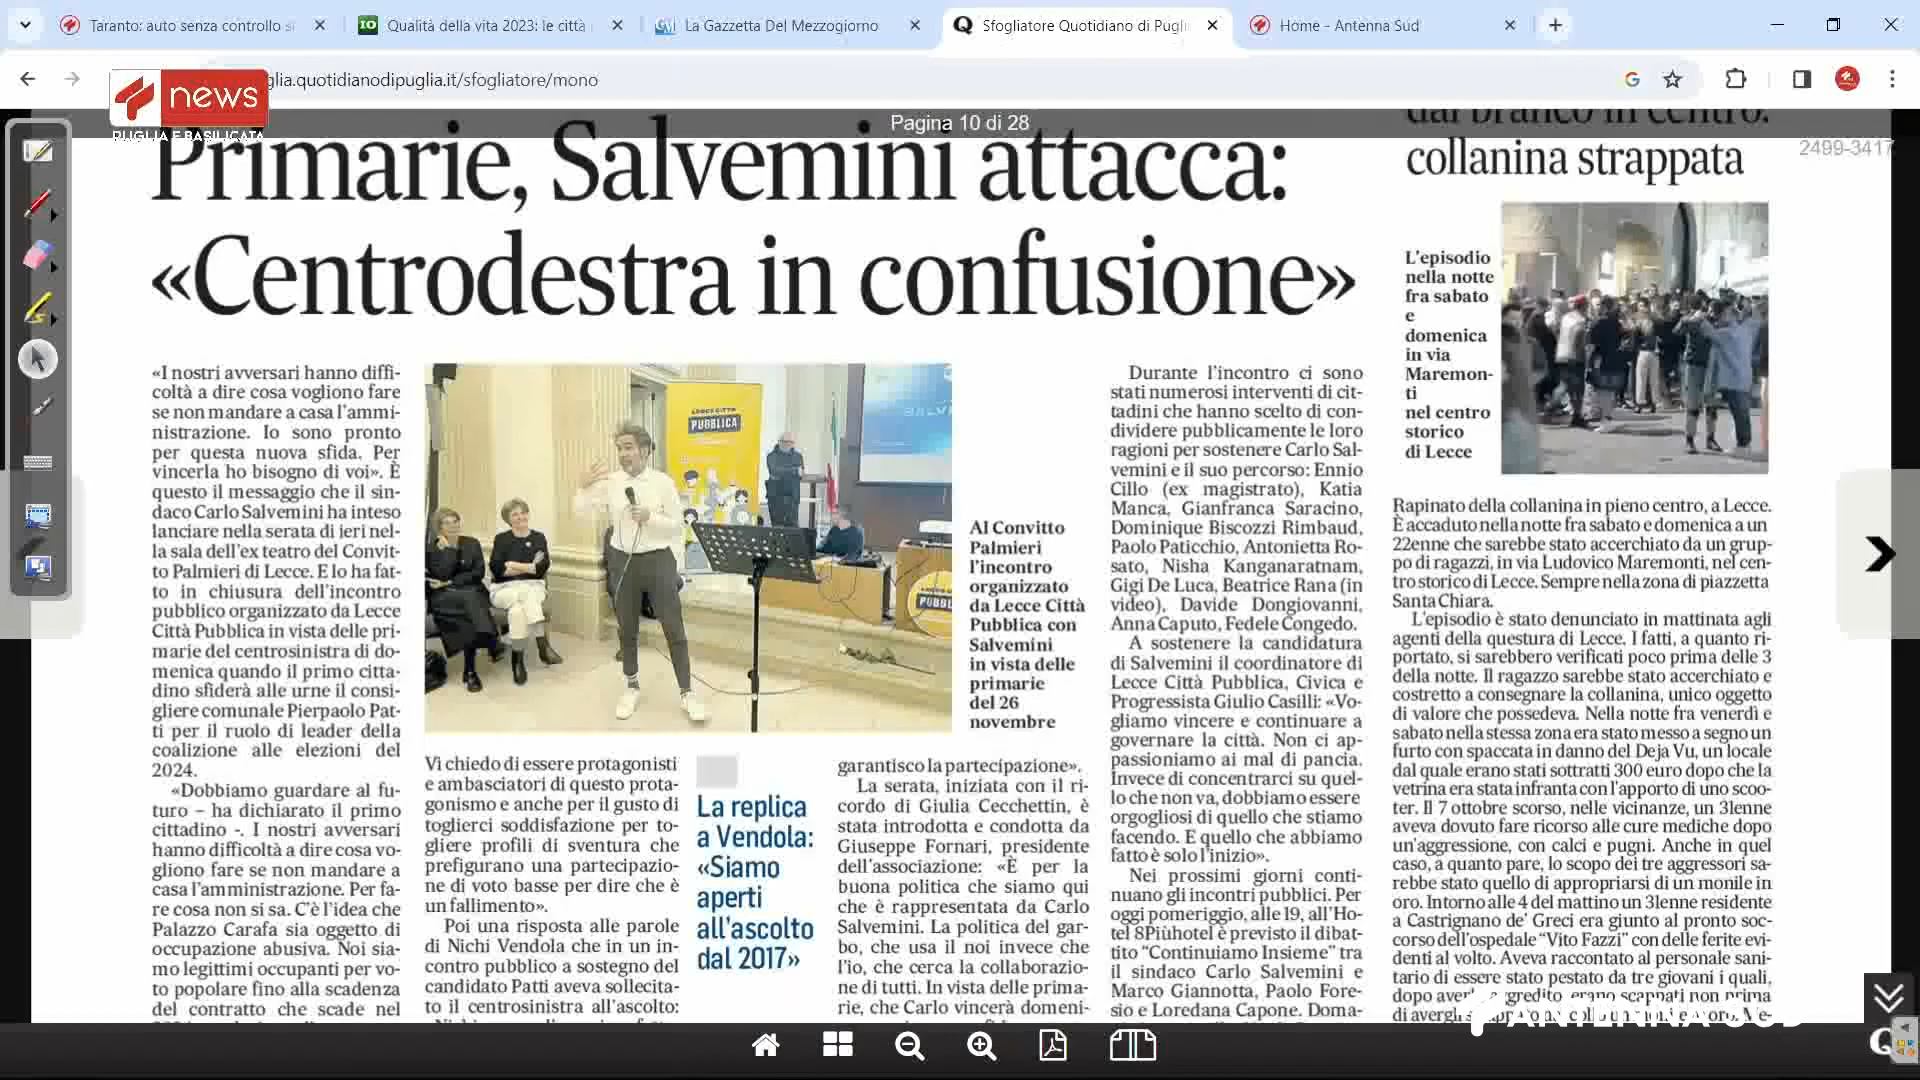 Taranto: auto senza controllo s
Qualità della vita 2023: le città
La Gazzetta Del Mezzogiorno
Sfogliatore Quotidiano di Pugli
Home - Antenna Sud
glia.quotidianodipuglia.it/sfogliatore/mono
news
PUGLIA E BASILICATA
Pagina 10 di 28
2499-3417
Primarie, Salvemini attacca:
«Centrodestra in confusione»
«I nostri avversari hanno diffi-
coltà a dire cosa vogliono fare
se non mandare a casa l'ammi-
nistrazione. Io sono pronto
per questa nuova sfida. Per
vincerla ho bisogno di voi». È
questo il messaggio che il sin-
daco Carlo Salvemini ha inteso
lanciare nella serata di ieri nel-
la sala dell'ex teatro del Convit-
to Palmieri di Lecce. E lo ha fat-
to in chiusura dell'incontro
pubblico organizzato da Lecce
Città Pubblica in vista delle pri-
marie del centrosinistra di do-
menica quando il primo citta-
dino sfiderà alle urne il consi-
gliere comunale Pierpaolo Pat-
ti per il ruolo di leader della
coalizione alle elezioni del
2024.
«Dobbiamo guardare al fu-
turo – ha dichiarato il primo
cittadino -. I nostri avversari
hanno difficoltà a dire cosa vo-
gliono fare se non mandare a
casa l'amministrazione. Per fa-
re cosa non si sa. C'è l'idea che
Palazzo Carafa sia oggetto di
occupazione abusiva. Noi sia-
mo legittimi occupanti per vo-
to popolare fino alla scadenza
del contratto che scade nel
LECCE CITTÀ
PUBBLICA
Vi chiedo di essere protagonisti
e ambasciatori di questo prota-
gonismo e anche per il gusto di
toglierci soddisfazione per to-
gliere profili di sventura che
prefigurano una partecipazio-
ne di voto basse per dire che è
un fallimento».
Poi una risposta alle parole
di Nichi Vendola che in un in-
contro pubblico a sostegno del
candidato Patti aveva sollecita-
to il centrosinistra all'ascolto:
La replica
a Vendola:
«Siamo
aperti
all'ascolto
dal 2017»
garantisco la partecipazione».
La serata, iniziata con il ri-
cordo di Giulia Cecchettin, è
stata introdotta e condotta da
Giuseppe Fornari, presidente
dell'associazione: «È per la
buona politica che siamo qui
che è rappresentata da Carlo
Salvemini. La politica del gar-
bo, che usa il noi invece che
l'io, che cerca la collaborazio-
ne di tutti. In vista delle prima-
rie, che Carlo vincerà domeni-
Al Convitto
Palmieri
l'incontro
organizzato
da Lecce Città
Pubblica con
Salvemini
in vista delle
primarie
del 26
novembre
Durante l'incontro ci sono
stati numerosi interventi di cit-
tadini che hanno scelto di con-
dividere pubblicamente le loro
ragioni per sostenere Carlo Sal-
vemini e il suo percorso: Ennio
Cillo (ex magistrato), Katia
Manca, Gianfranca Saracino,
Dominique Biscozzi Rimbaud,
Paolo Paticchio, Antonietta Ro-
sato, Nisha Kanganaratnam,
Gigi De Luca, Beatrice Rana (in
video), Davide Dongiovanni,
Anna Caputo, Fedele Congedo.
A sostenere la candidatura
di Salvemini il coordinatore di
Lecce Città Pubblica, Civica e
Progressista Giulio Casilli: «Vo-
gliamo vincere e continuare a
governare la città. Non ci ap-
passioniamo ai mal di pancia.
Invece di concentrarci su quel-
lo che non va, dobbiamo essere
orgogliosi di quello che stiamo
facendo. E quello che abbiamo
fatto è solo l'inizio».
Nei prossimi giorni conti-
nuano gli incontri pubblici. Per
oggi pomeriggio, alle 19, all'Ho-
tel 8Piùhotel è previsto il dibat-
tito “Continuiamo Insieme” tra
il sindaco Carlo Salvemini e
Marco Giannotta, Paolo Fore-
sio e Loredana Capone. Doma-
dal branco in centro:
collanina strappata
L'episodio
nella notte
fra sabato
e
domenica
in via
Maremon-
ti
nel centro
storico
di Lecce
Rapinato della collanina in pieno centro, a Lecce.
È accaduto nella notte fra sabato e domenica a un
22enne che sarebbe stato accerchiato da un grup-
po di ragazzi, in via Ludovico Maremonti, nel cen-
tro storico di Lecce. Sempre nella zona di piazzetta
Santa Chiara.
L'episodio è stato denunciato in mattinata agli
agenti della questura di Lecce. I fatti, a quanto ri-
portato, si sarebbero verificati poco prima delle 3
della notte. Il ragazzo sarebbe stato accerchiato e
costretto a consegnare la collanina, unico oggetto
di valore che possedeva. Nella notte fra venerdì e
sabato nella stessa zona era stato messo a segno un
furto con spaccata in danno del Deja Vu, un locale
dal quale erano stati sottratti 300 euro dopo che la
vetrina era stata infranta con l'apporto di uno scoo-
ter. Il 7 ottobre scorso, nelle vicinanze, un 31enne
aveva dovuto fare ricorso alle cure mediche dopo
un'aggressione, con calci e pugni. Anche in quel
caso, a quanto pare, lo scopo dei tre aggressori sa-
rebbe stato quello di appropriarsi di un monile in
oro. Intorno alle 4 del mattino un 31enne residente
a Castrignano de' Greci era giunto al pronto soc-
corso dell'ospedale “Vito Fazzi” con delle ferite evi-
denti al volto. Aveva raccontato al personale sani-
tario di essere stato pestato da tre giovani i quali,
dopo averlo aggredito, erano scappati non prima
ANTENNA SUD